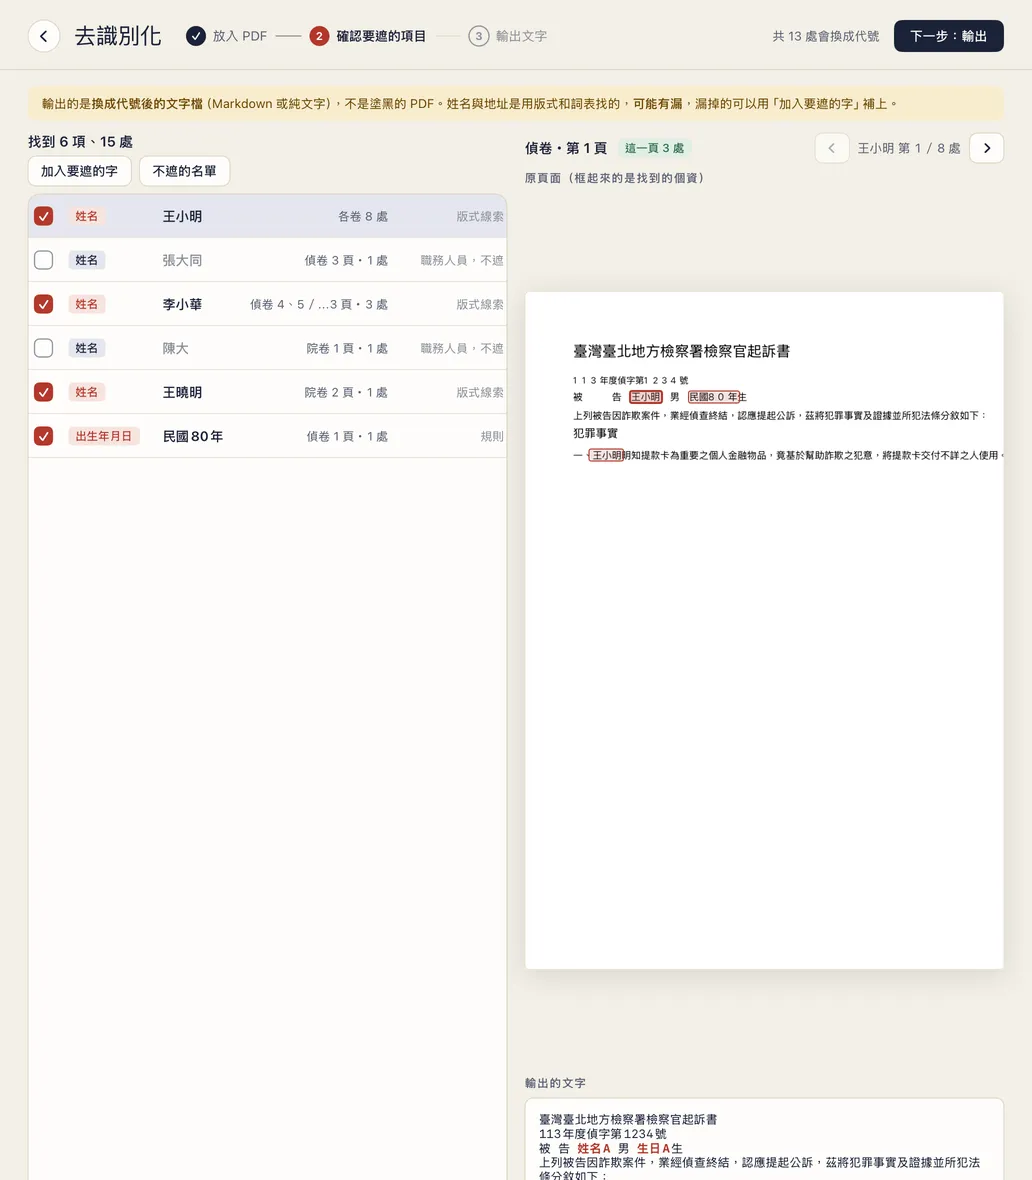 去識別化
放入 PDF
2 確認要遮的項目
3 輸出文字
共 13 處會換成代號
下一步：輸出
輸出的是換成代號後的文字檔（Markdown 或純文字），不是塗黑的 PDF。姓名與地址是用版式和詞表找的，可能有漏，漏掉的可以用「加入要遮的字」補上。
找到 6 項、15 處
加入要遮的字
不遮的名單
姓名 王小明 各卷 8 處 版式線索
姓名 張大同 偵卷 3 頁・1 處 職務人員，不遮
姓名 李小華 偵卷 4、5 / …3 頁・3 處 版式線索
姓名 陳大 院卷 1 頁・1 處 職務人員，不遮
姓名 王曉明 院卷 2 頁・1 處 版式線索
出生年月日 民國80年 偵卷 1 頁・1 處 規則
偵卷・第 1 頁 這一頁 3 處
王小明 第 1 / 8 處
原頁面（框起來的是找到的個資）
臺灣臺北地方檢察署檢察官起訴書
１１３年度偵字第１２３４號
被　　告 王小明 男 民國８０年生
上列被告因詐欺案件，業經偵查終結，認應提起公訴，茲將犯罪事實及證據並所犯法條分敘如下：
犯罪事實
一、王小明明知提款卡為重要之個人金融物品，竟基於幫助詐欺之犯意，將提款卡交付不詳之人使用。
輸出的文字
臺灣臺北地方檢察署檢察官起訴書
113年度偵字第1234號
被 告 姓名A 男 生日A生
上列被告因詐欺案件，業經偵查終結，認應提起公訴，茲將犯罪事實及證據並所犯法
條分敘如下：